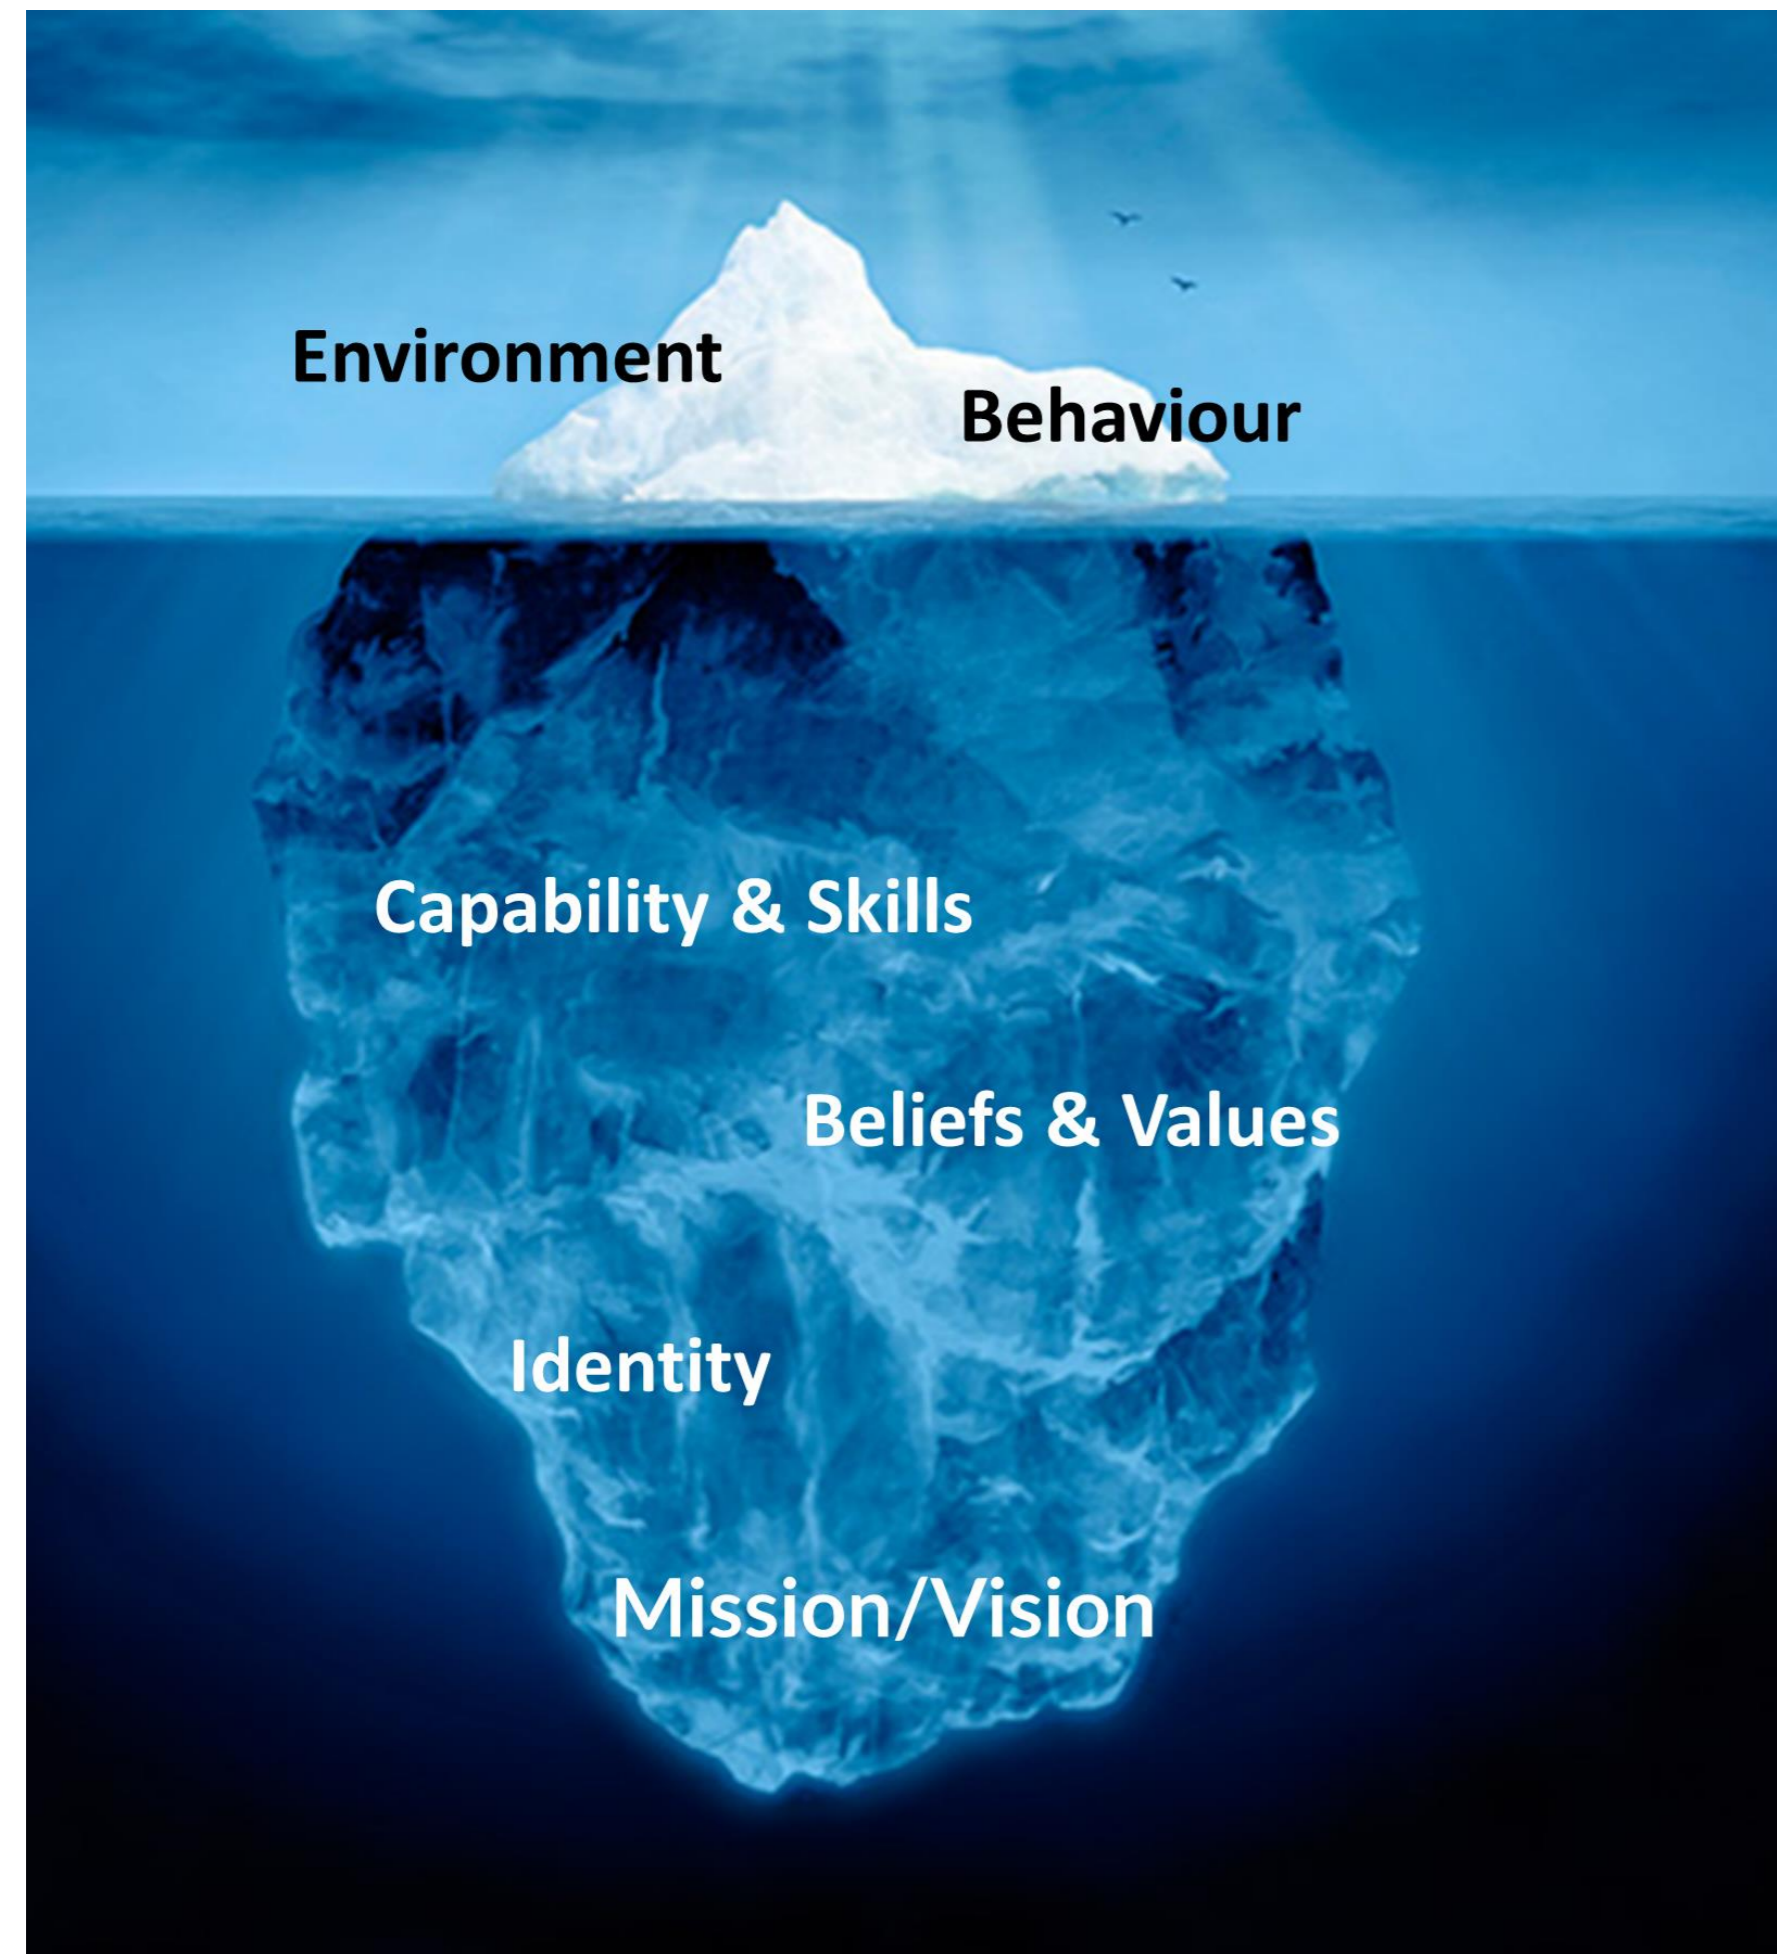 Environment
Behaviour
Capability & Skills
Beliefs & Values
Identity
Mission/Vision